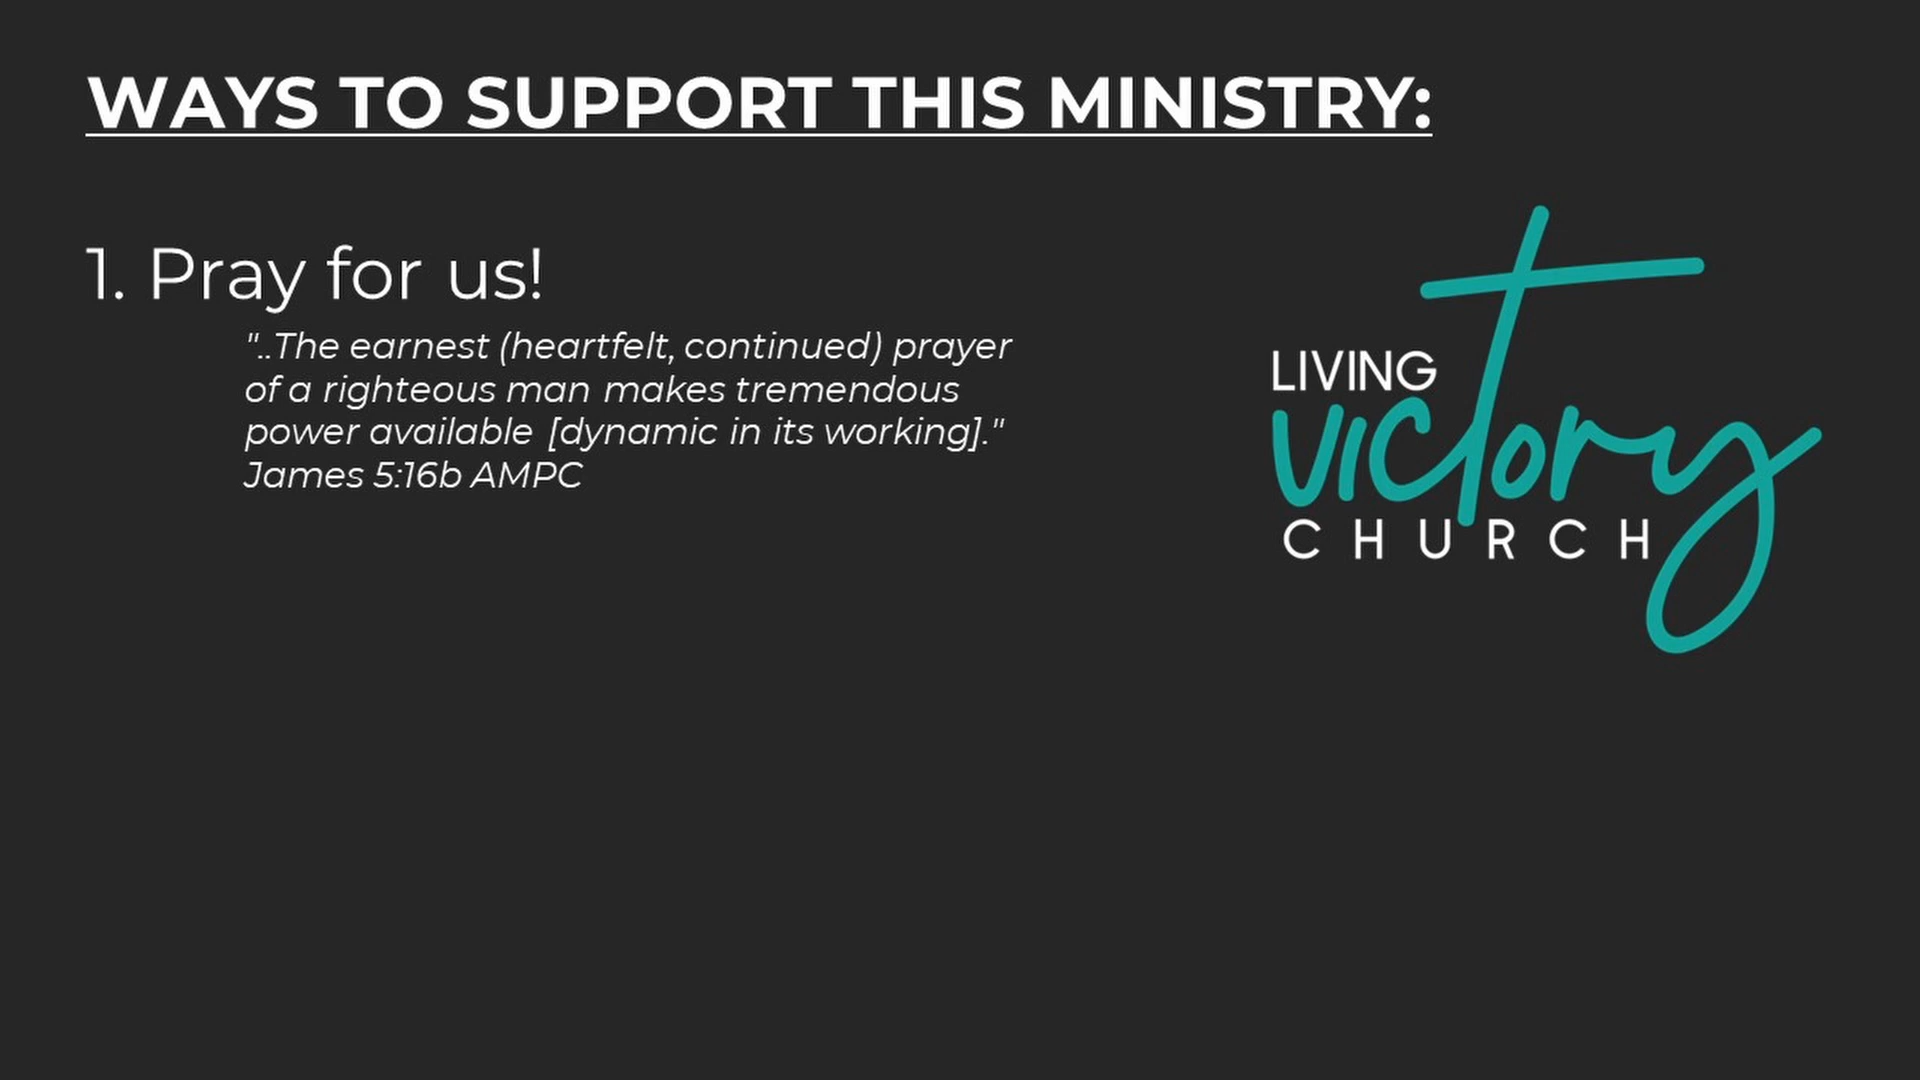 WAYS TO SUPPORT THIS MINISTRY:
1. Pray for us!
"..The earnest (heartfelt, continued) prayer
of a righteous man makes tremendous
power available [dynamic in its working]."
James 5:16b AMPC
LIVING
victory
CHURCH